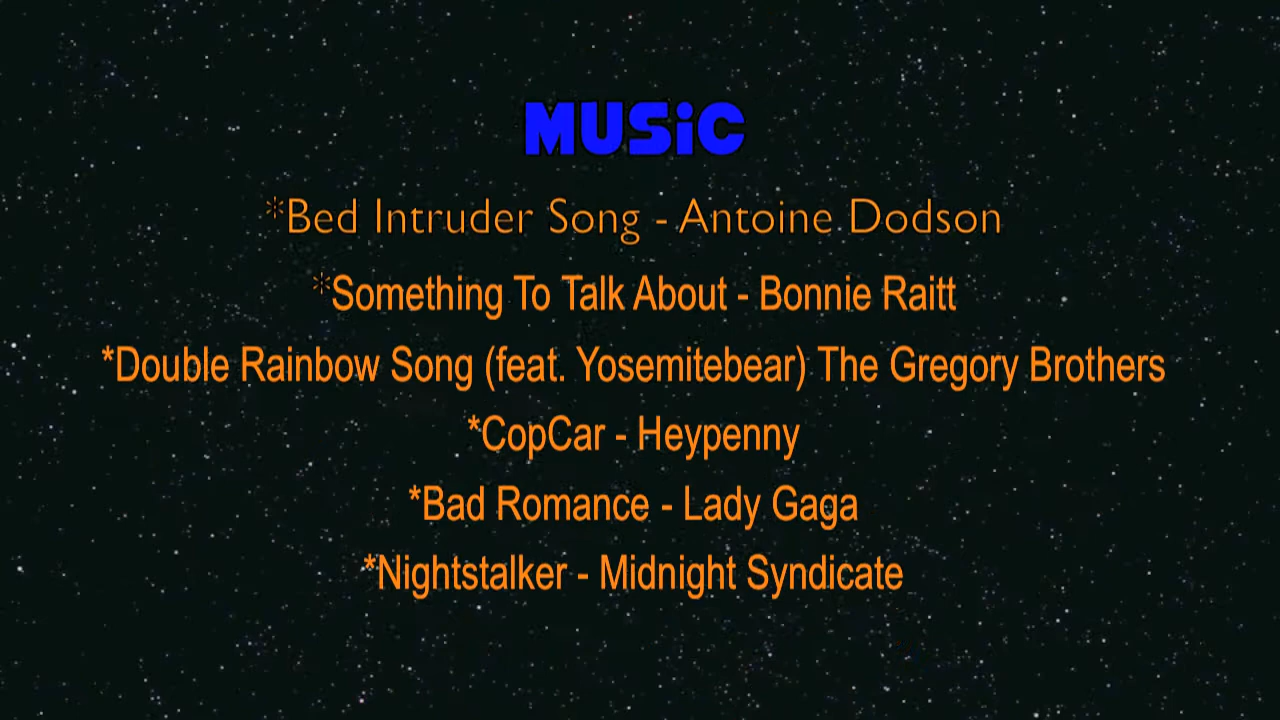 MUSiC
*Bed Intruder Song - Antoine Dodson
*Something To Talk About - Bonnie Raitt
*Double Rainbow Song (feat. Yosemitebear) The Gregory Brothers
*CopCar - Heypenny
*Bad Romance - Lady Gaga
*Nightstalker - Midnight Syndicate